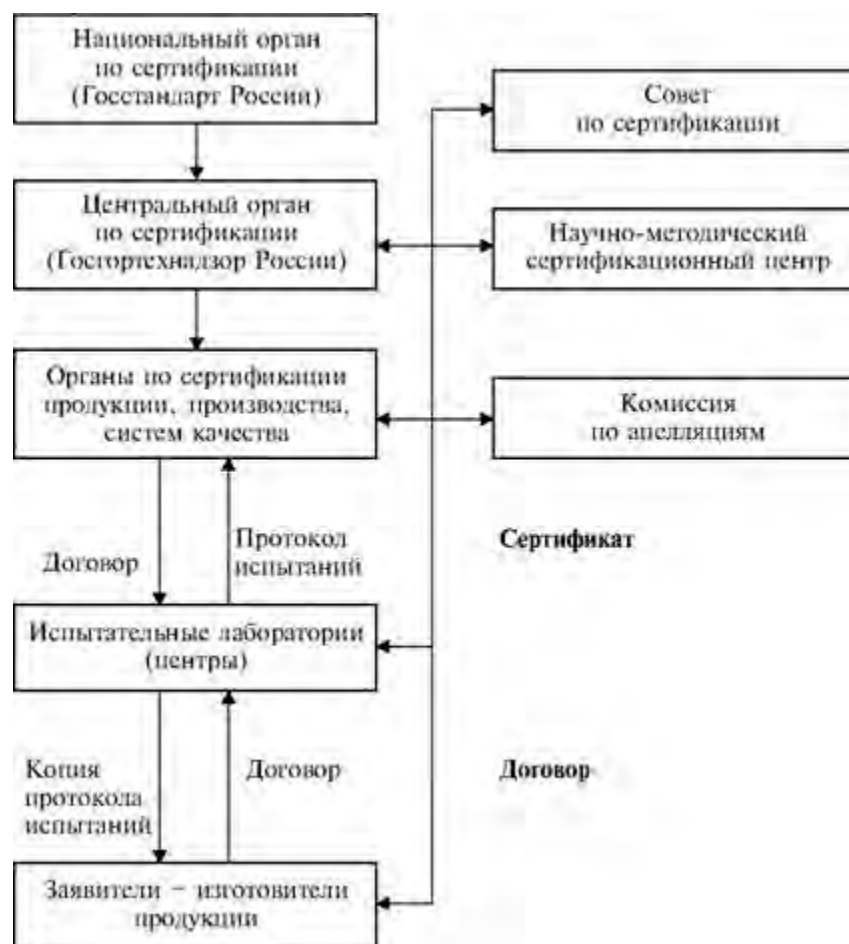 Национальный орган
по сертификации
(Госстандарт России)
Совет
по сертификации
Центральный орган
по сертификации
(Госгортехнадзор России)
Научно-методический
сертификационный центр
Органы по сертификации
продукции, производства,
систем качества
Комиссия
по апелляциям
Договор
Протокол
испытаний
Сертификат
Испытательные лаборатории
(центры)
Копия
протокола
испытаний
Договор
Договор
Заявители − изготовители
продукции